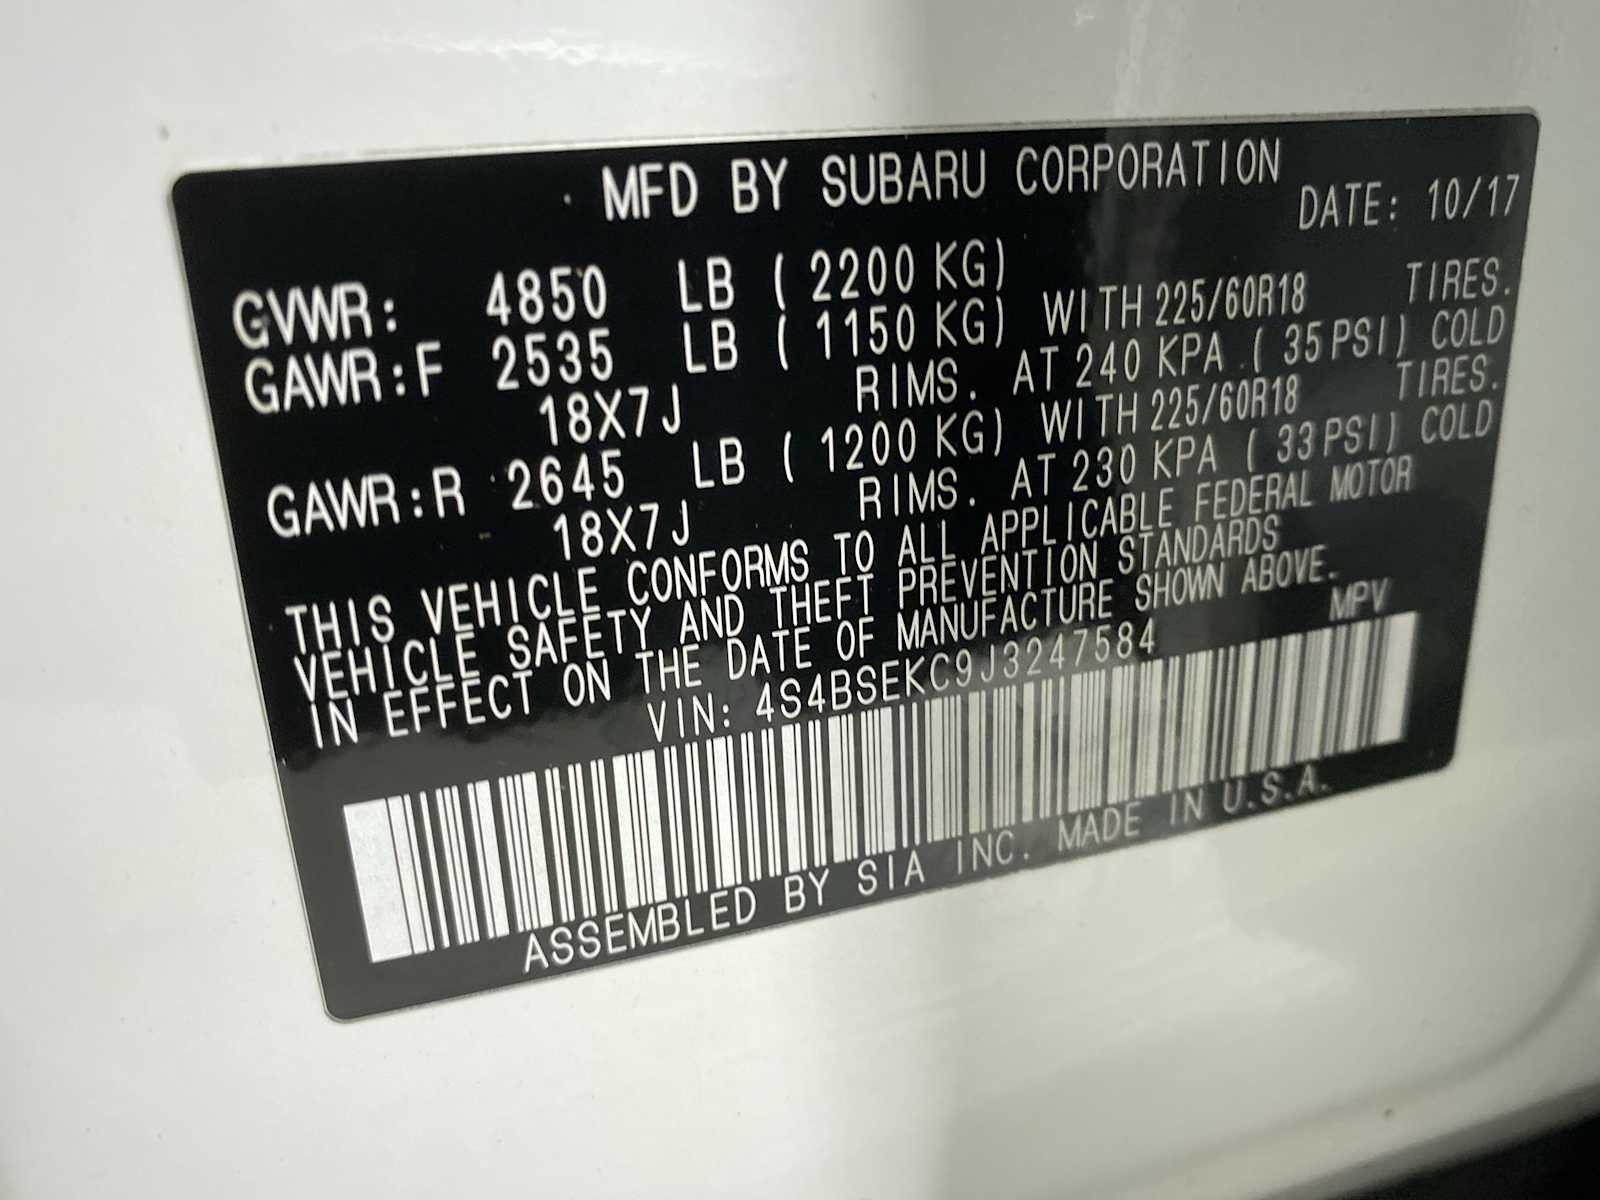 MFD BY SUBARU CORPORATION
DATE: 10/17
GVWR: 4850 LB ( 2200 KG)
GAWR:F 2535 LB ( 1150 KG) WITH 225/60R18 TIRES.
18X7J RIMS. AT 240 KPA ( 35 PSI) COLD
GAWR:R 2645 LB ( 1200 KG) WITH 225/60R18 TIRES.
18X7J RIMS. AT 230 KPA ( 33 PSI) COLD
THIS VEHICLE CONFORMS TO ALL APPLICABLE FEDERAL MOTOR
VEHICLE SAFETY AND THEFT PREVENTION STANDARDS
IN EFFECT ON THE DATE OF MANUFACTURE SHOWN ABOVE.
VIN: 4S4BSEKC9J3247584 MPV
ASSEMBLED BY SIA INC. MADE IN U.S.A.